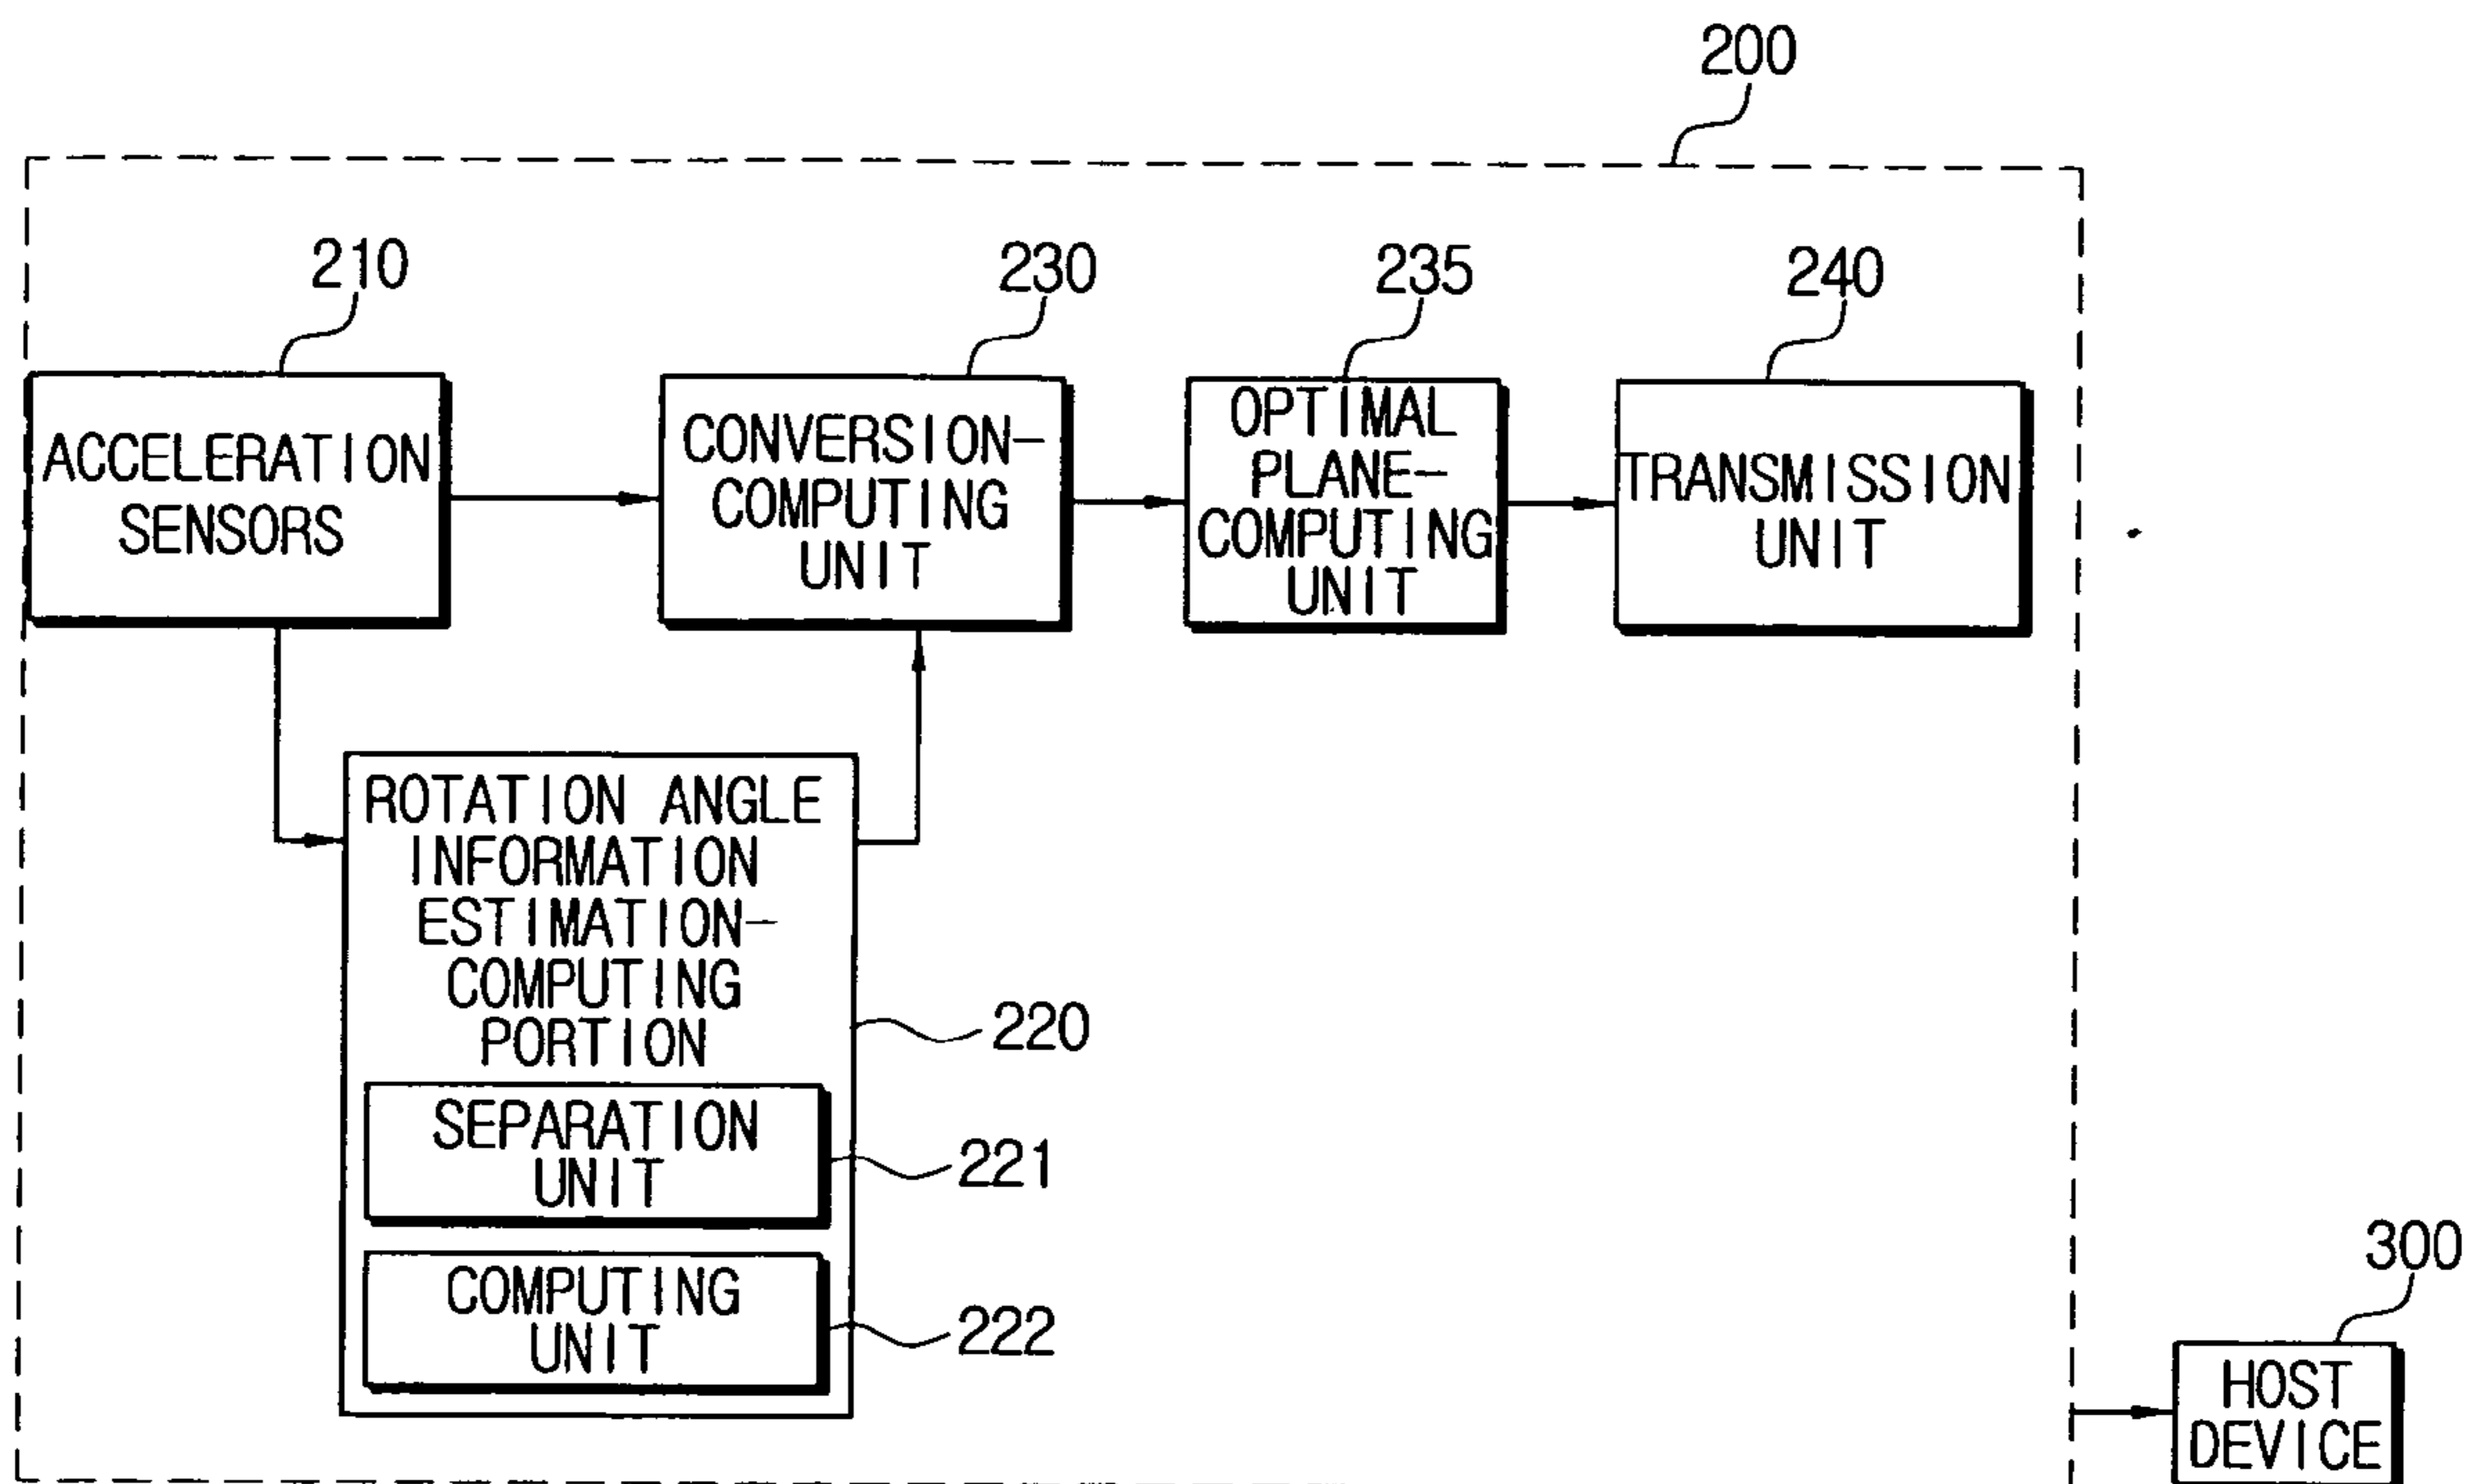 200
210
230
235
240
ACCELERATION
SENSORS
CONVERSION-
COMPUTING
UNIT
OPTIMAL
PLANE-
COMPUTING
UNIT
TRANSMISSION
UNIT
ROTATION ANGLE
INFORMATION
ESTIMATION-
COMPUTING
PORTION
220
SEPARATION
UNIT
221
COMPUTING
UNIT
222
300
HOST
DEVICE